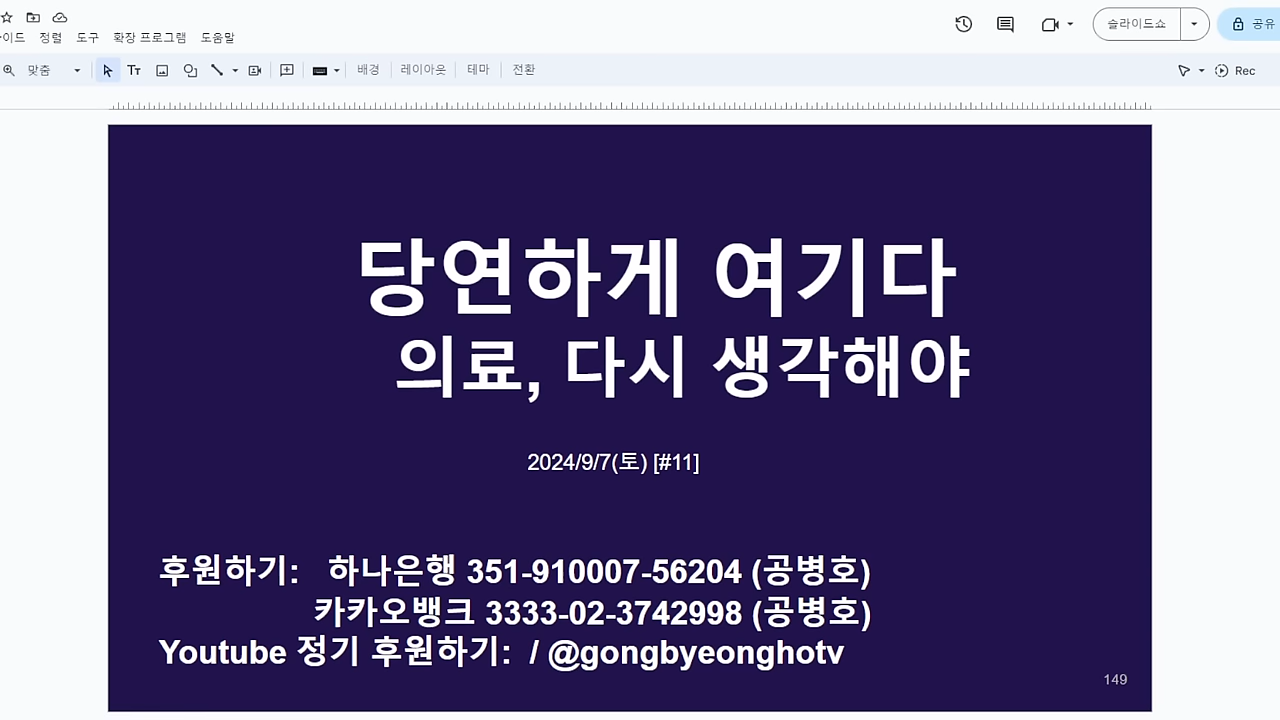 이드 정렬 도구 확장 프로그램 도움말
슬라이드쇼
공유
맞춤
배경 레이아웃 테마 전환
Rec
당연하게 여기다
의료, 다시 생각해야
2024/9/7(토) [#11]
후원하기: 하나은행 351-910007-56204 (공병호)
카카오뱅크 3333-02-3742998 (공병호)
Youtube 정기 후원하기: / @gongbyeonghotv
149